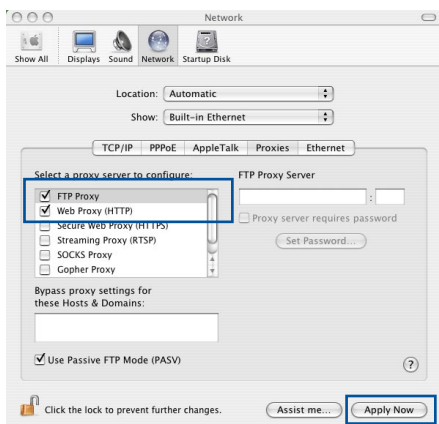 Network
Show All Displays Sound Network Startup Disk
Location: Automatic
Show: Built-in Ethernet
TCP/IP PPPoE AppleTalk Proxies Ethernet
Select a proxy server to configure: FTP Proxy Server
FTP Proxy
:
Web Proxy (HTTP)
Proxy server requires password
Secure Web Proxy (HTTPS)
Streaming Proxy (RTSP) Set Password...
SOCKS Proxy
Gopher Proxy
Bypass proxy settings for
these Hosts & Domains:
Use Passive FTP Mode (PASV) ?
Click the lock to prevent further changes. Assist me... Apply Now